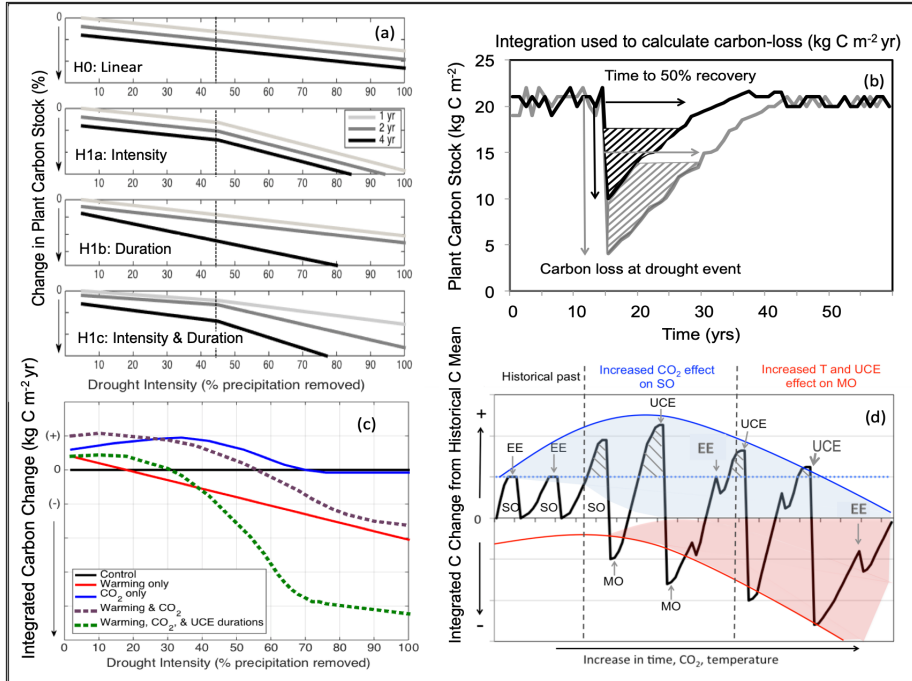 (a)
0
H0: Linear
10 20 30 40 50 60 70 80 90 100
0
1 yr
2 yr
4 yr
H1a: Intensity
10 20 30 40 50 60 70 80 90 100
0
H1b: Duration
10 20 30 40 50 60 70 80 90 100
0
H1c: Intensity & Duration
10 20 30 40 50 60 70 80 90 100
Drought Intensity (% precipitation removed)
Change in Plant Carbon Stock (%)
Integration used to calculate carbon-loss (kg C m-2 yr)
(b)
Time to 50% recovery
Carbon loss at drought event
25
20
15
10
5
0
0 10 20 30 40 50
Time (yrs)
Plant Carbon Stock (kg C m-2)
(c)
(+)
0
(-)
Control
Warming only
CO2 only
Warming & CO2
Warming, CO2, & UCE durations
0 10 20 30 40 50 60 70 80 90 100
Drought Intensity (% precipitation removed)
Integrated Carbon Change (kg C m-2 yr)
Historical past
Increased CO2 effect
on SO
Increased T and UCE
effect on MO
(d)
UCE
UCE
UCE
EE
EE
EE
EE
SO
SO
SO
MO
MO
+
0
-
Integrated C Change from Historical C Mean
Increase in time, CO2, temperature